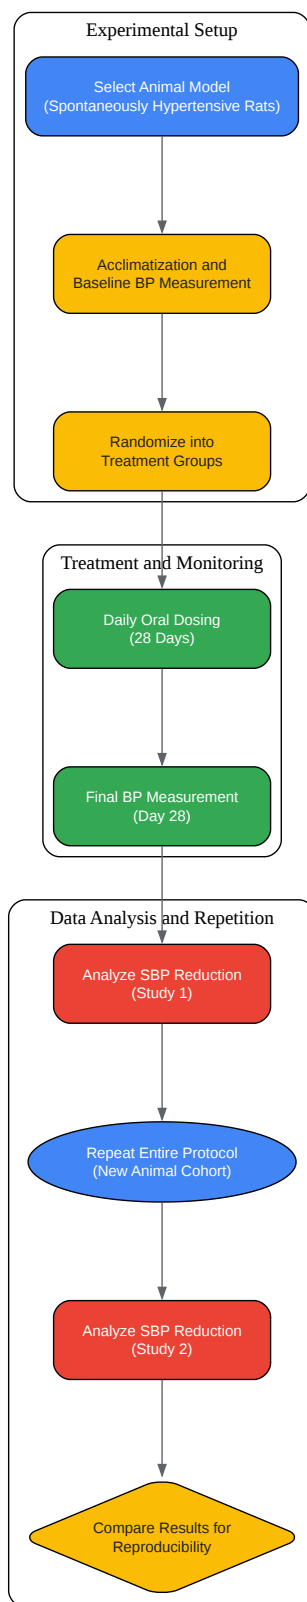 Experimental Setup
Select Animal Model
(Spontaneously Hypertensive Rats)
Acclimatization and
Baseline BP Measurement
Randomize into
Treatment Groups
Treatment and Monitoring
Daily Oral Dosing
(28 Days)
Final BP Measurement
(Day 28)
Data Analysis and Repetition
Analyze SBP Reduction
(Study 1)
Repeat Entire Protocol
(New Animal Cohort)
Analyze SBP Reduction
(Study 2)
Compare Results for
Reproducibility